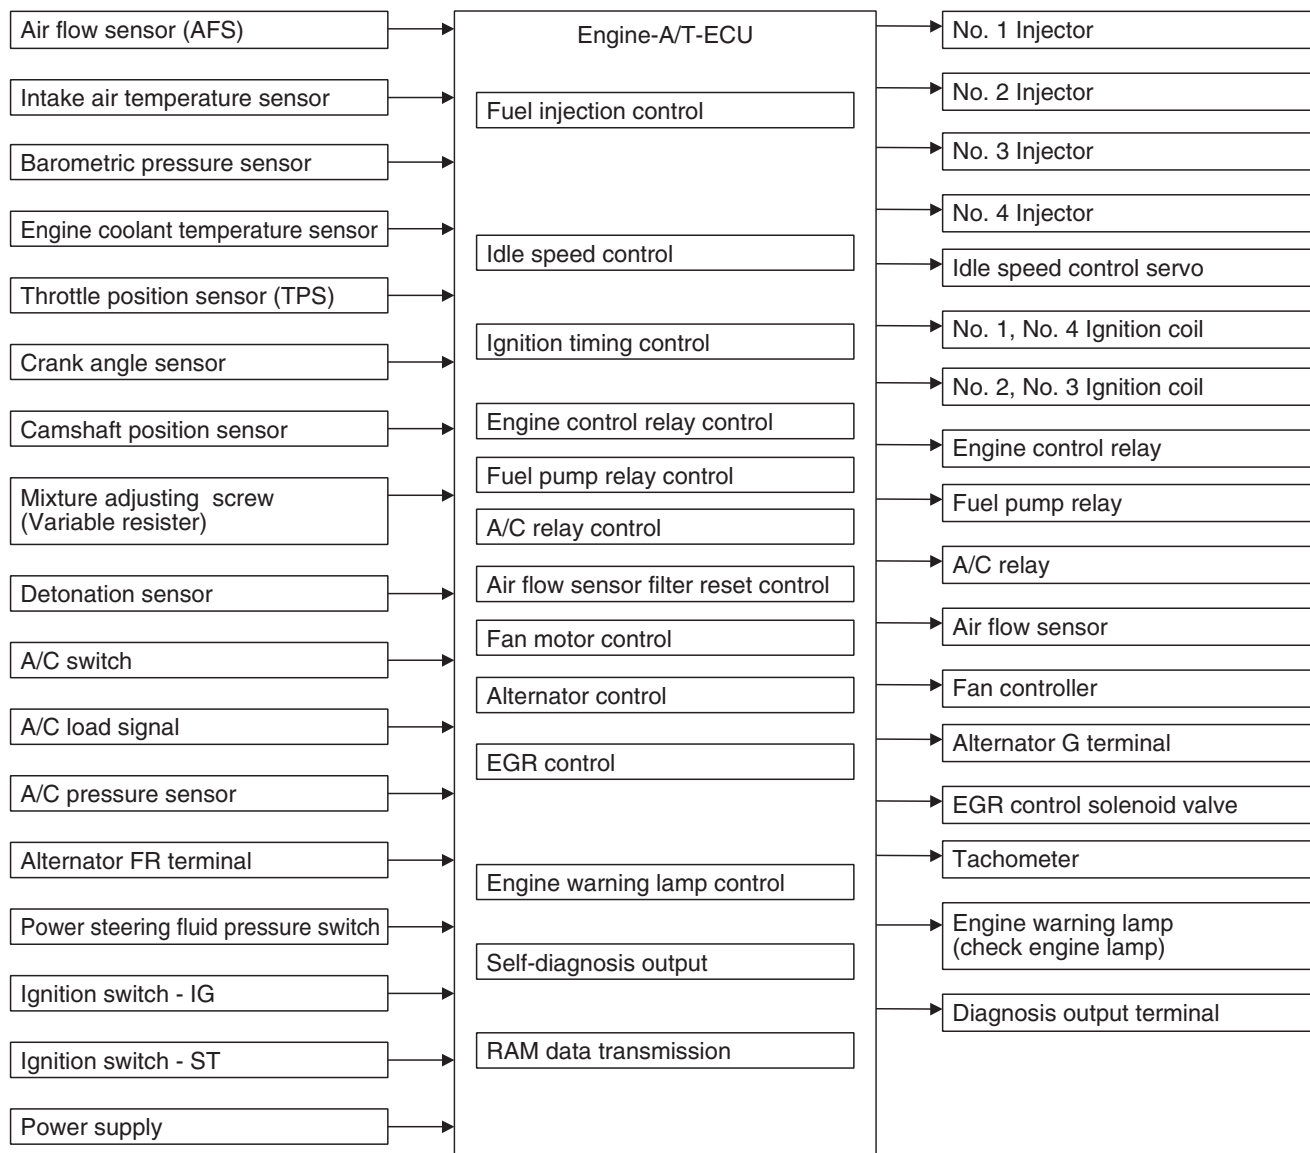 Air flow sensor (AFS)
Intake air temperature sensor
Barometric pressure sensor
Engine coolant temperature sensor
Throttle position sensor (TPS)
Crank angle sensor
Camshaft position sensor
Mixture adjusting screw
(Variable resister)
Detonation sensor
A/C switch
A/C load signal
A/C pressure sensor
Alternator FR terminal
Power steering fluid pressure switch
Ignition switch - IG
Ignition switch - ST
Power supply
Engine-A/T-ECU
Fuel injection control
Idle speed control
Ignition timing control
Engine control relay control
Fuel pump relay control
A/C relay control
Air flow sensor filter reset control
Fan motor control
Alternator control
EGR control
Engine warning lamp control
Self-diagnosis output
RAM data transmission
No. 1 Injector
No. 2 Injector
No. 3 Injector
No. 4 Injector
Idle speed control servo
No. 1, No. 4 Ignition coil
No. 2, No. 3 Ignition coil
Engine control relay
Fuel pump relay
A/C relay
Air flow sensor
Fan controller
Alternator G terminal
EGR control solenoid valve
Tachometer
Engine warning lamp
(check engine lamp)
Diagnosis output terminal